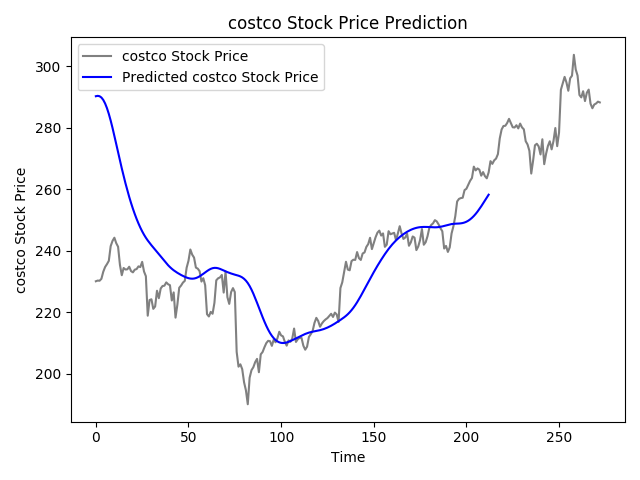 costco Stock Price Prediction
costco Stock Price
Predicted costco Stock Price
costco Stock Price
300
280
260
240
220
200
0 50 100 150 200 250
Time